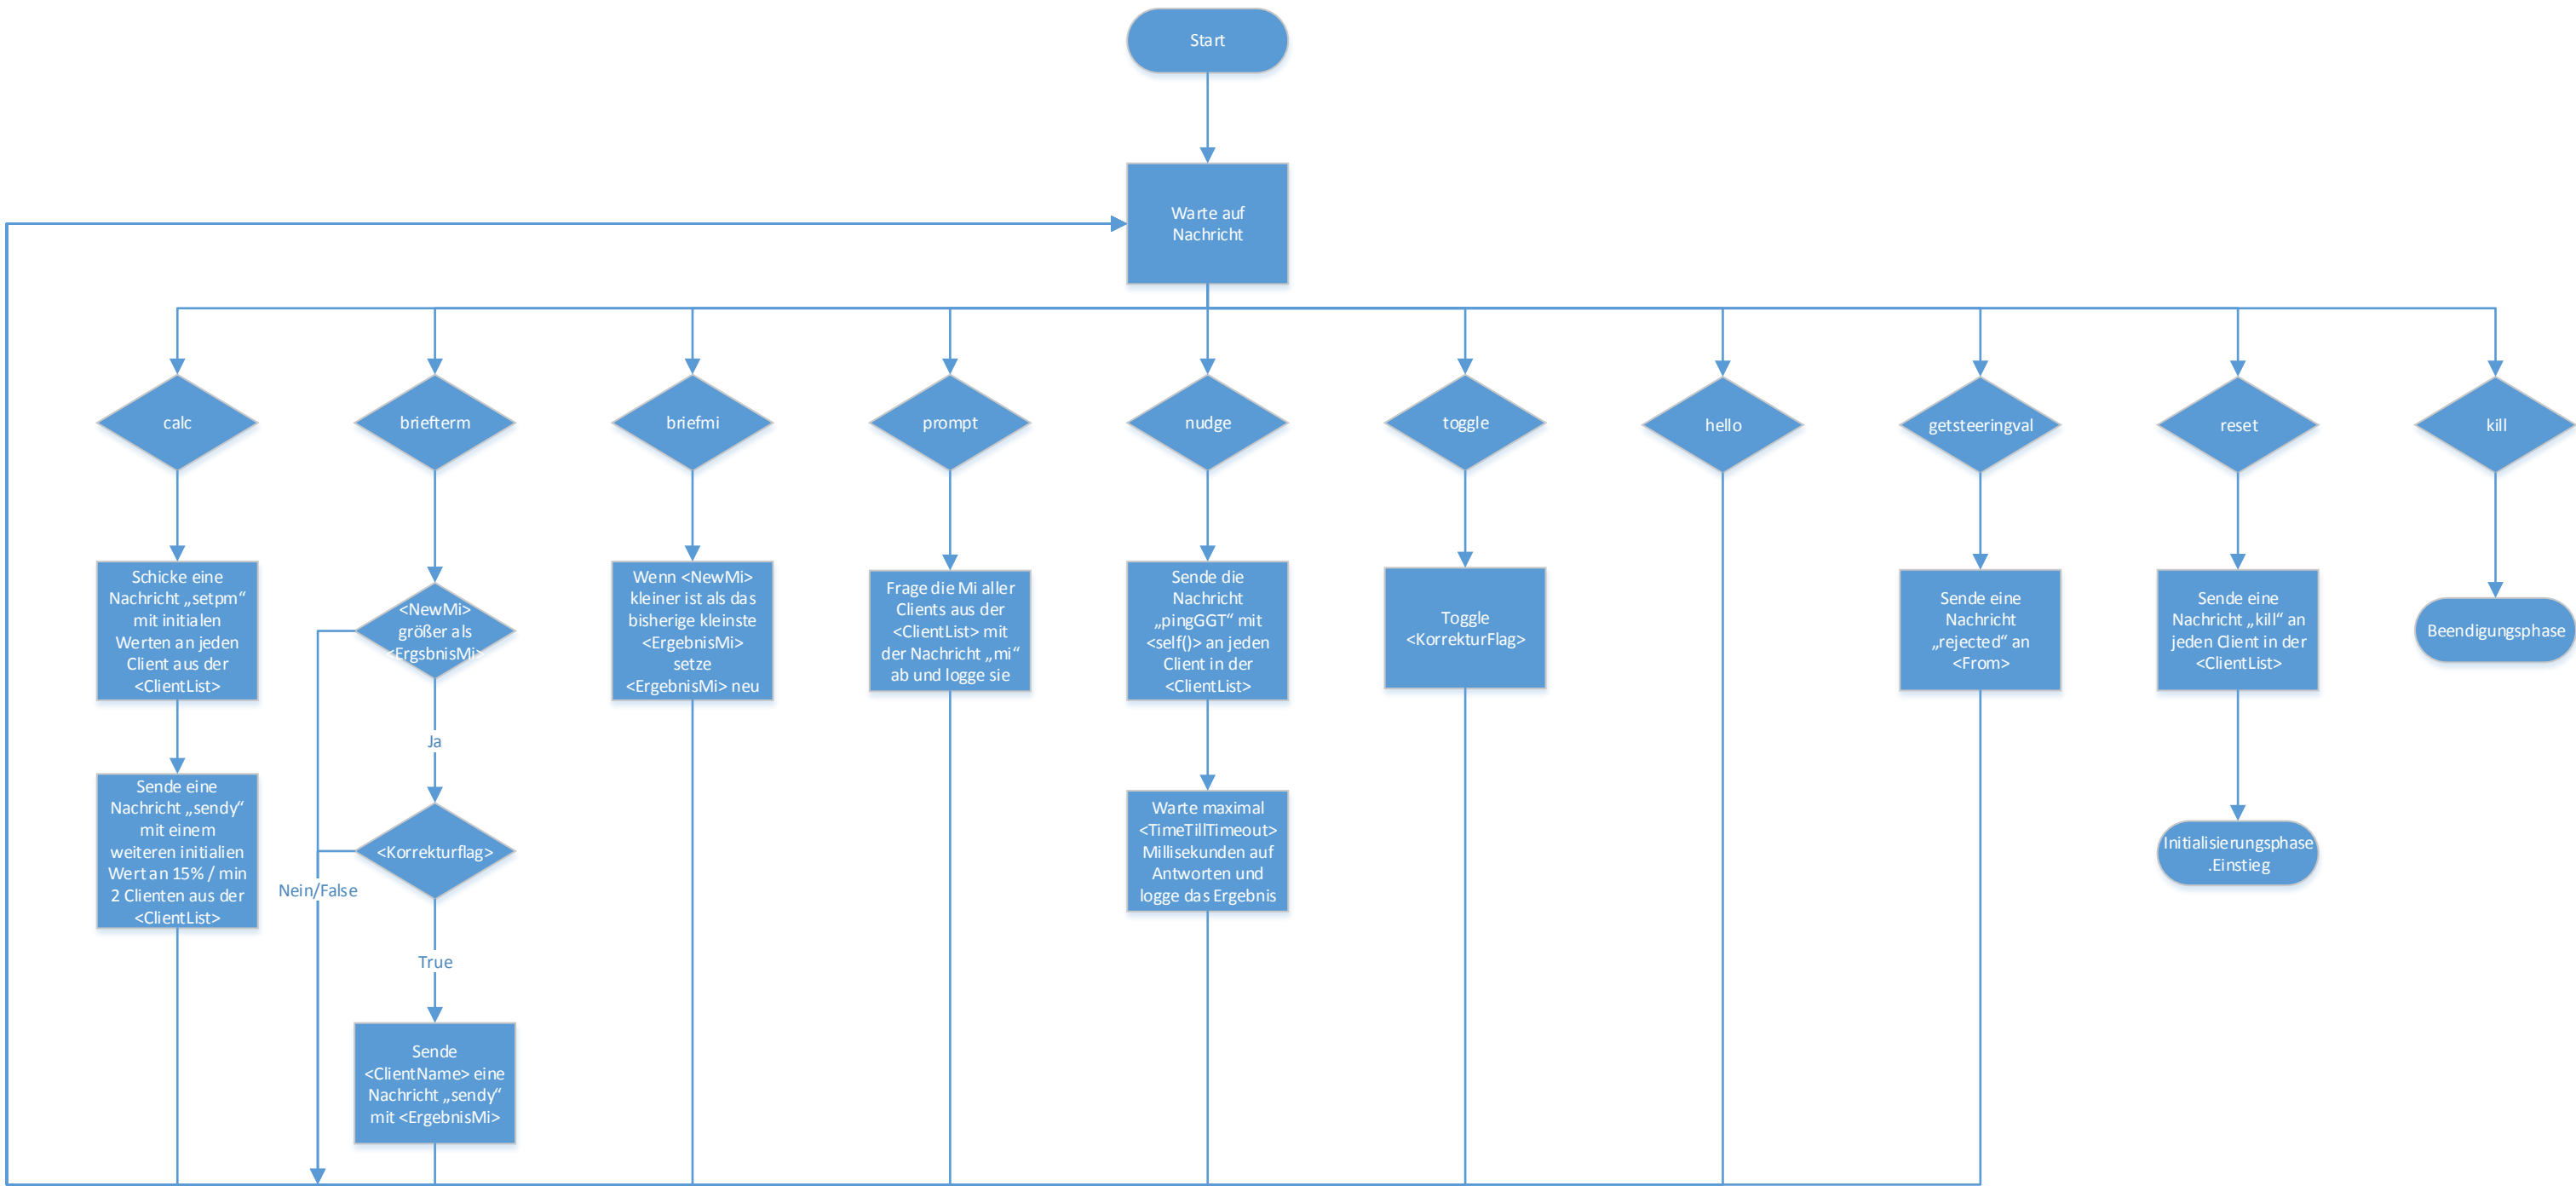 Start
Warte auf
Nachricht
calc
briefterm
briefmi
prompt
nudge
toggle
hello
getsteeringval
reset
kill
Schicke eine
Nachricht „setpm“
mit initialen
Werten an jeden
Client aus der
<ClientList>
<NewMi>
größer als
<ErgsbnisMi>
Wenn <NewMi>
kleiner ist als das
bisherige kleinste
<ErgebnisMi>
setze
<ErgebnisMi> neu
Frage die Mi aller
Clients aus der
<ClientList> mit
der Nachricht „mi“
ab und logge sie
Sende die
Nachricht
„pingGGT“ mit
<self()> an jeden
Client in der
<ClientList>
Toggle
<KorrekturFlag>
Sende eine
Nachricht
„rejected“ an
<From>
Sende eine
Nachricht „kill“ an
jeden Client in der
<ClientList>
Beendigungsphase
Ja
Sende eine
Nachricht „sendy“
mit einem
weiteren initialien
Wert an 15% / min
2 Clienten aus der
<ClientList>
<Korrekturflag>
Nein/False
Warte maximal
<TimeTillTimeout>
Millisekunden auf
Antworten und
logge das Ergebnis
Initialisierungsphase
.Einstieg
True
Sende
<ClientName> eine
Nachricht „sendy“
mit <ErgebnisMi>